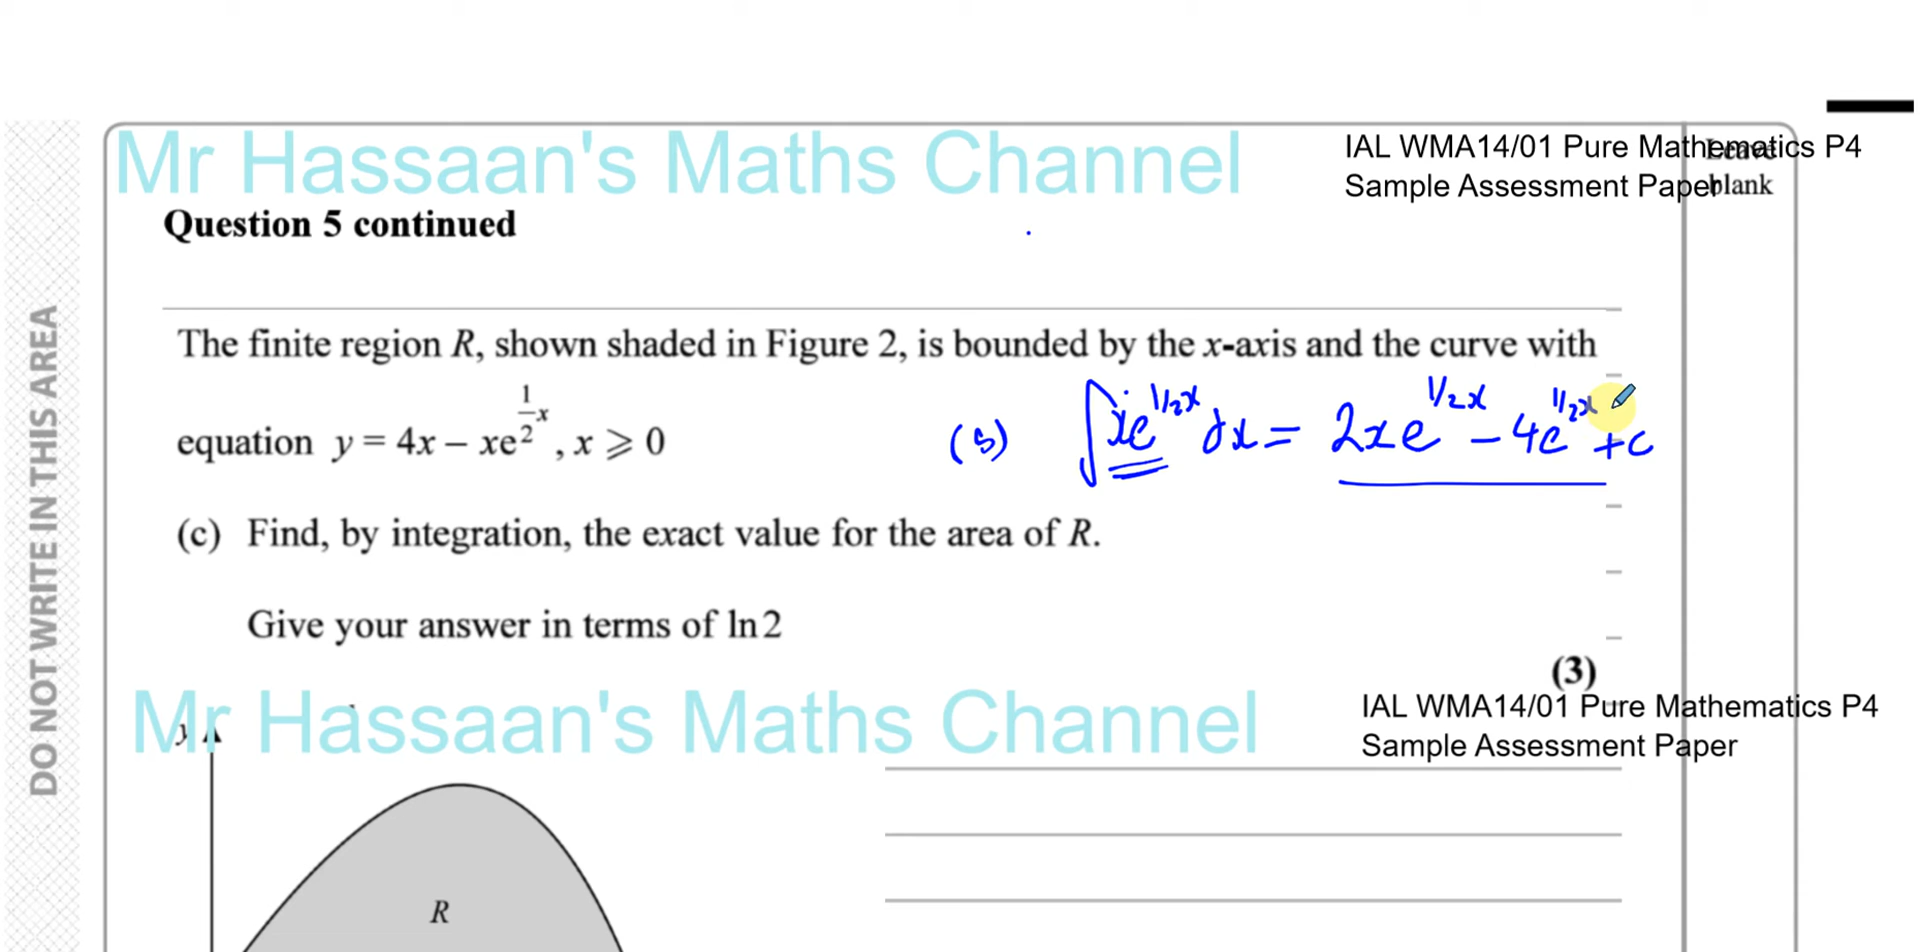 Mr Hassaan's Maths Channel
IAL WMA14/01 Pure Mathematics P4
Sample Assessment Paper
Leave
blank
Question 5 continued
The finite region R, shown shaded in Figure 2, is bounded by the x-axis and the curve with
equation y = 4x – xe^{\frac{1}{2}x}, x ⩾ 0
(5) ∫xe^{1/2x} dx = 2xe^{1/2x} – 4e^{1/2x} + c
(c) Find, by integration, the exact value for the area of R.
Give your answer in terms of ln2
(3)
Mr Hassaan's Maths Channel
IAL WMA14/01 Pure Mathematics P4
Sample Assessment Paper
y
R
DO NOT WRITE IN THIS AREA